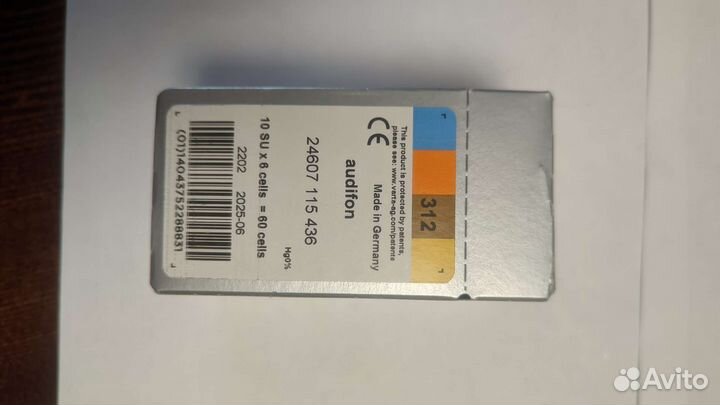 312
This product is protected by patents,
please see: www.varta-ag.com/patents
CE
Made in Germany
audifon
24607 115 436
Hg0%
10 SU x 6 cells = 60 cells
2202 2025-06
(01)14043752288831
Avito